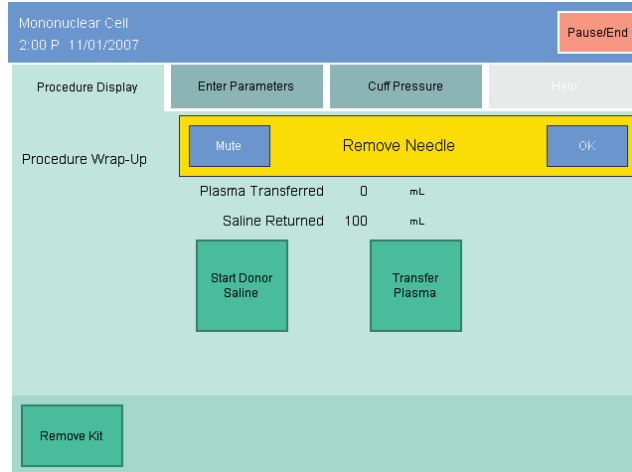 Mononuclear Cell
2:00 P 11/01/2007
Pause/End
Procedure Display
Enter Parameters
Cuff Pressure
Help
Procedure Wrap-Up
Mute
Remove Needle
OK
Plasma Transferred 0 mL
Saline Returned 100 mL
Start Donor
Saline
Transfer
Plasma
Remove Kit